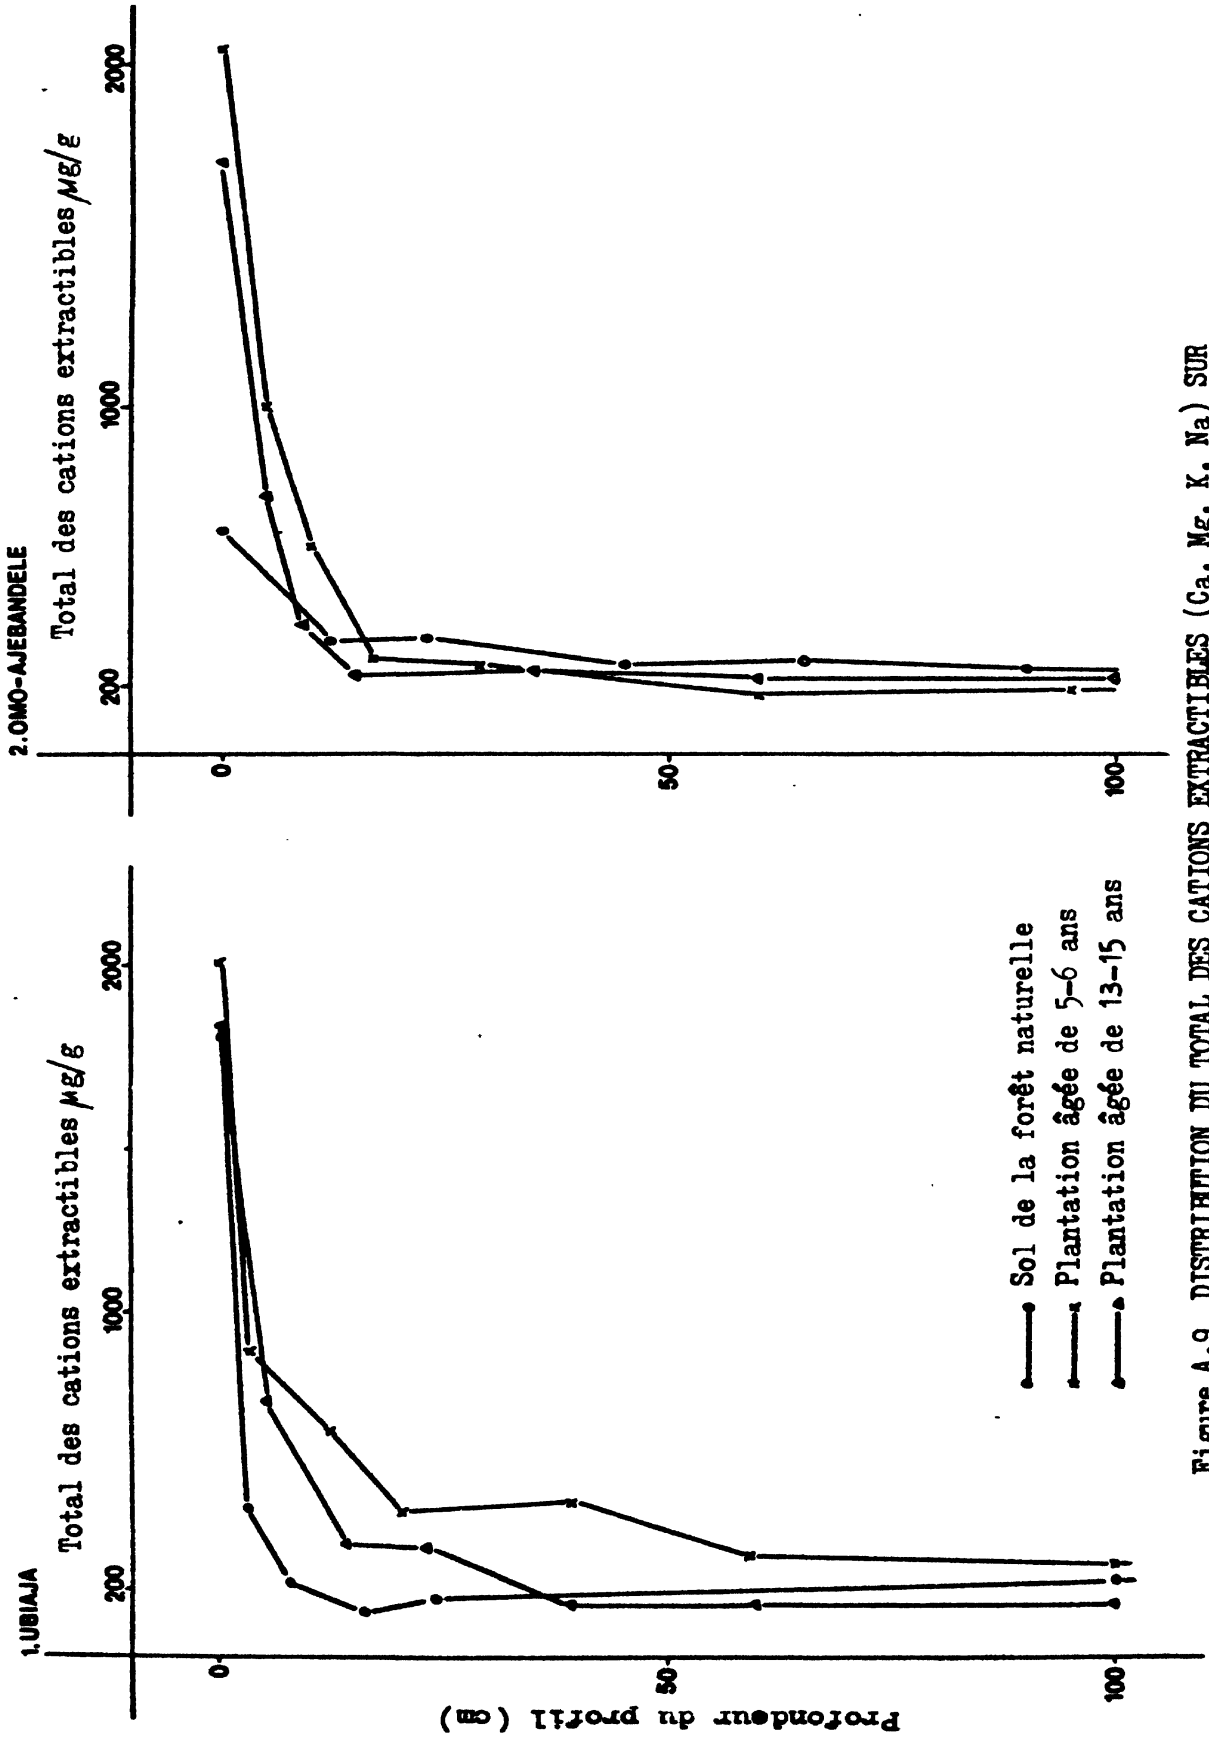 1.UBIAJA
Total des cations extractibles µg/g
200
1000
2000
0
50
100
Profondeur du profil (cm)
Sol de la forêt naturelle
Plantation âgée de 5-6 ans
Plantation âgée de 13-15 ans
2.OMO-AJEBANDELE
Total des cations extractibles µg/g
200
1000
2000
0
50
100
Figure A.9 DISTRIBUTION DU TOTAL DES CATIONS EXTRACTIBLES (Ca, Mg, K, Na) SUR